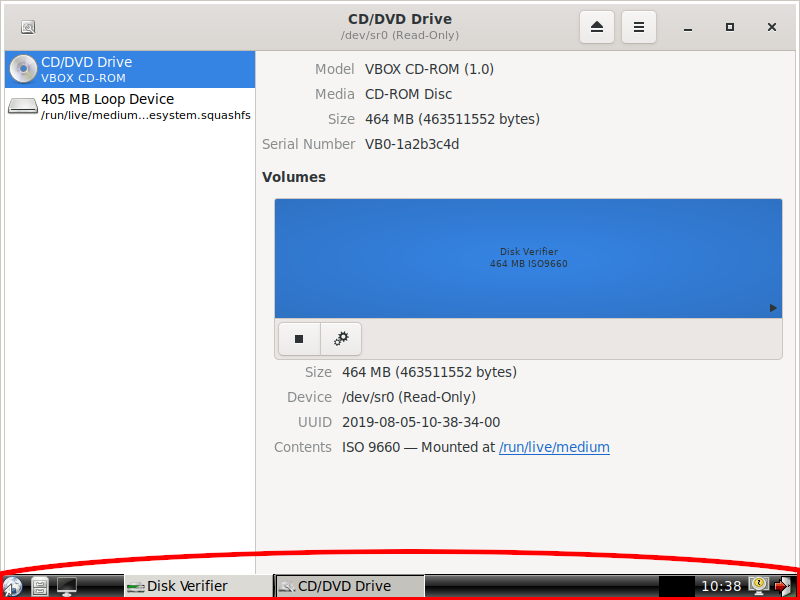 CD/DVD Drive
/dev/sr0 (Read-Only)
CD/DVD Drive
VBOX CD-ROM
405 MB Loop Device
/run/live/medium...esystem.squashfs
Model VBOX CD-ROM (1.0)
Media CD-ROM Disc
Size 464 MB (463511552 bytes)
Serial Number VB0-1a2b3c4d
Volumes
Disk Verifier
464 MB ISO9660
Size 464 MB (463511552 bytes)
Device /dev/sr0 (Read-Only)
UUID 2019-08-05-10-38-34-00
Contents ISO 9660 — Mounted at /run/live/medium
Disk Verifier CD/DVD Drive 10:38